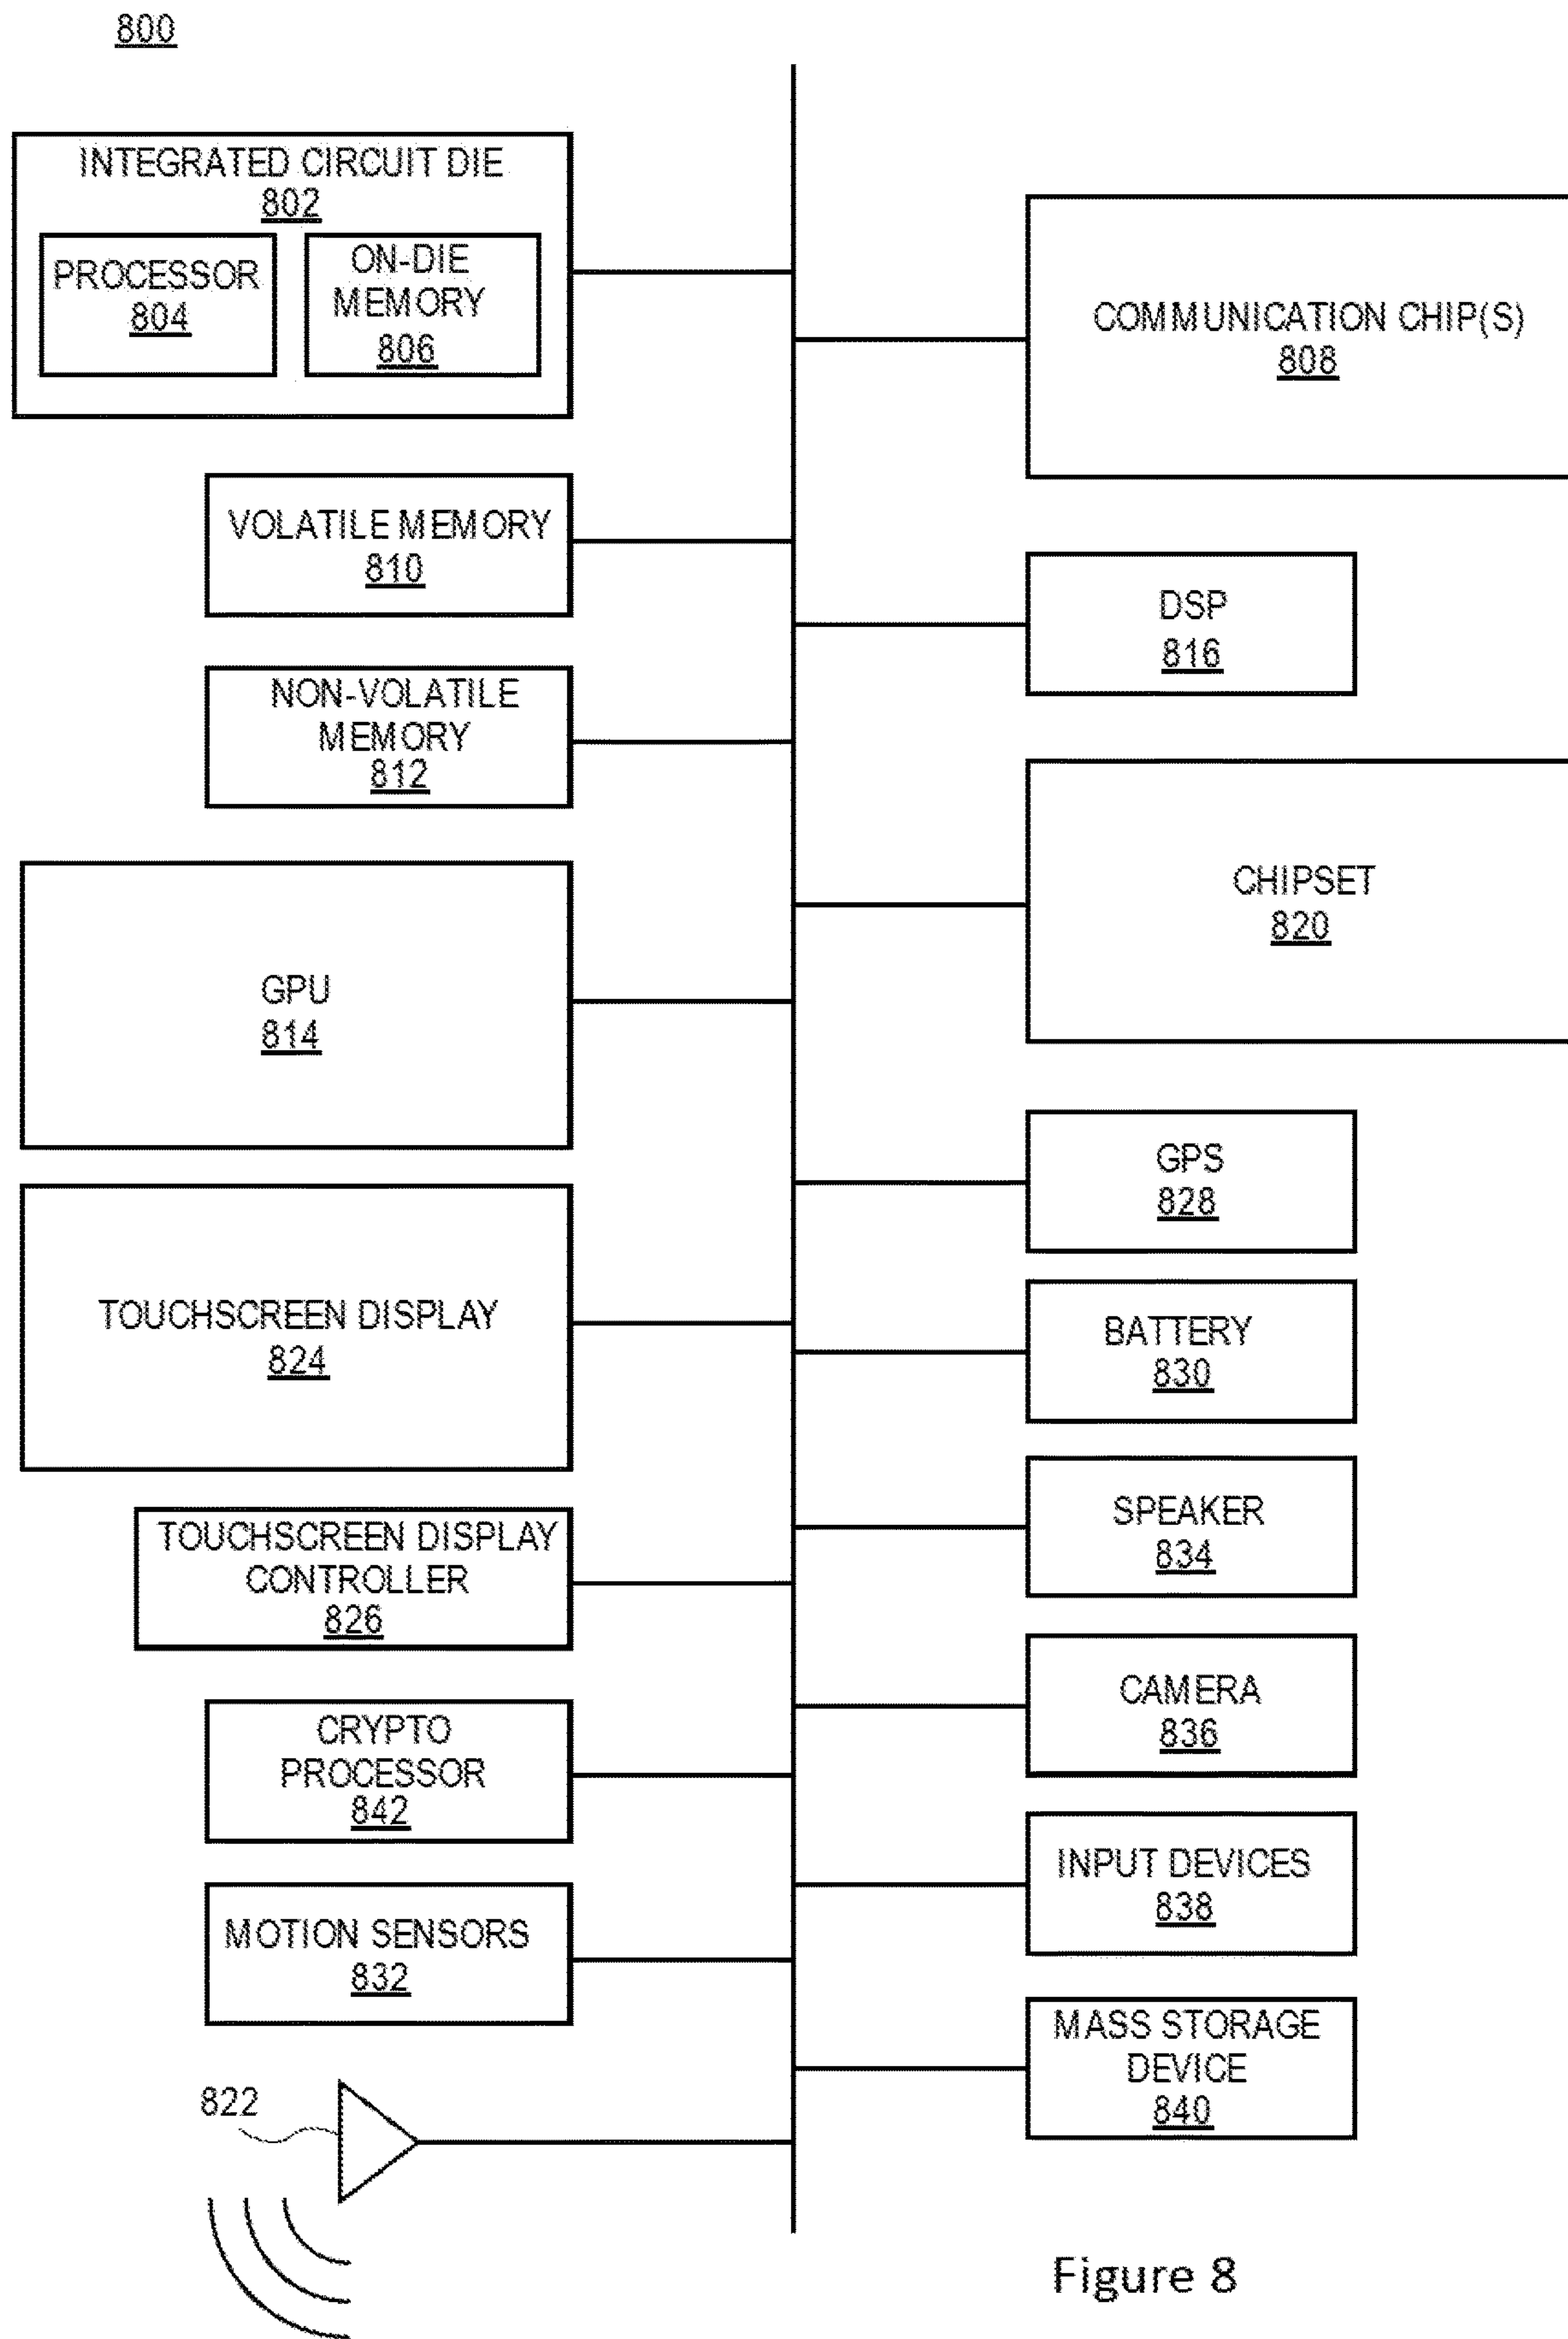 800
INTEGRATED CIRCUIT DIE
802
PROCESSOR
804
ON-DIE
MEMORY
806
COMMUNICATION CHIP(S)
808
VOLATILE MEMORY
810
DSP
816
NON-VOLATILE
MEMORY
812
CHIPSET
820
GPU
814
GPS
828
TOUCHSCREEN DISPLAY
824
BATTERY
830
TOUCHSCREEN DISPLAY
CONTROLLER
826
SPEAKER
834
CRYPTO
PROCESSOR
842
CAMERA
836
MOTION SENSORS
832
INPUT DEVICES
838
MASS STORAGE
DEVICE
840
822
Figure 8